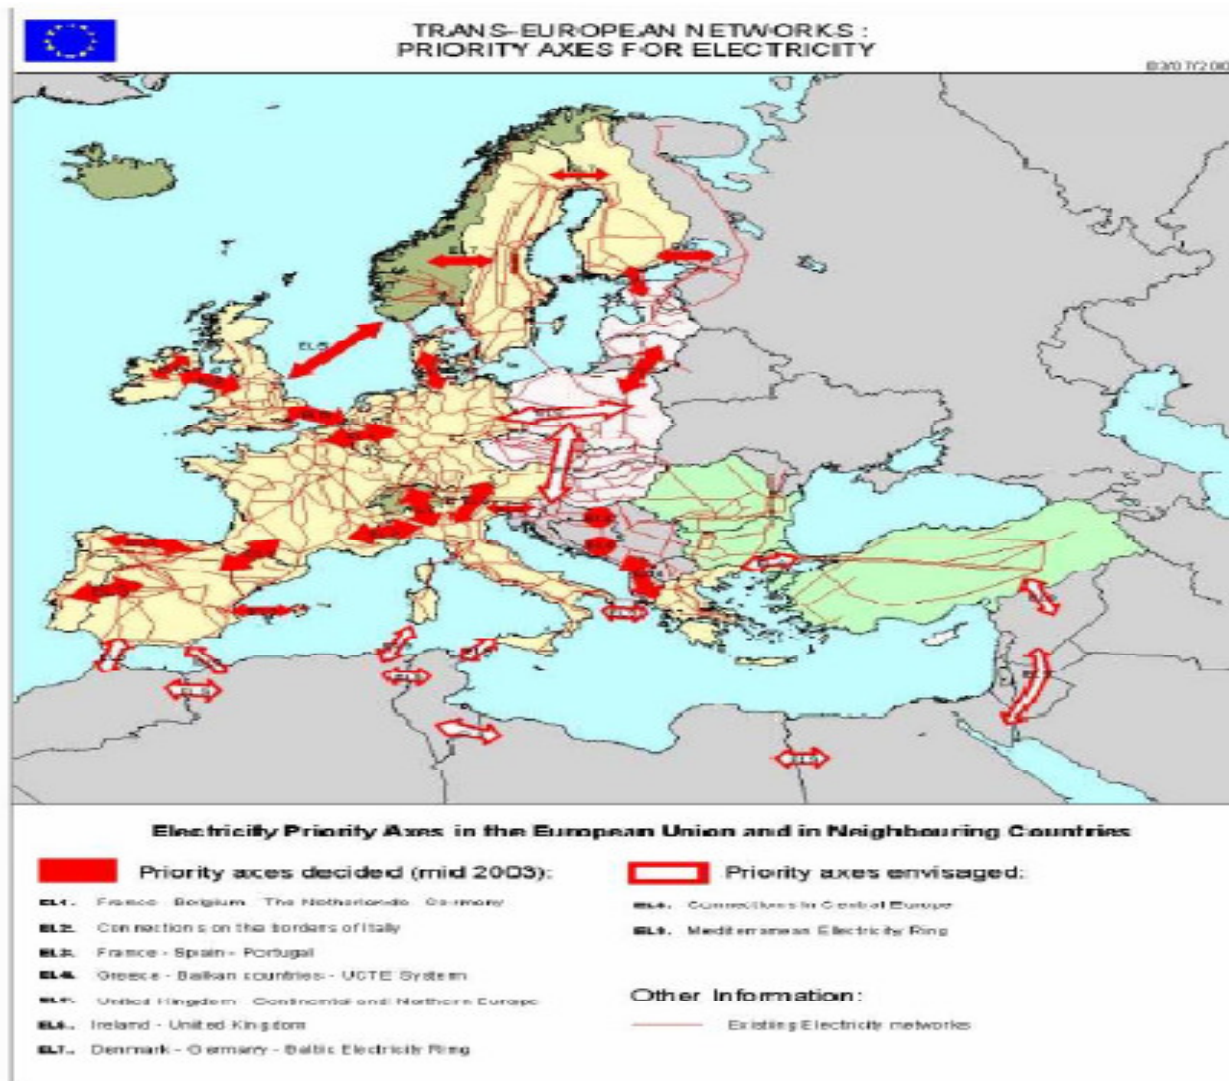 TRANS-EUROPEAN NETWORKS :
PRIORITY AXES FOR ELECTRICITY
EL7
EL7
Electricity Priority Axes in the European Union and in Neighbouring Countries
Priority axes decided (mid 2003):
EL1. France Belgium The Netherlands Germany
EL2. Connections on the borders of Italy
EL3. France - Spain - Portugal
EL4. Greece - Balkan countries - UCTE System
EL5. United Kingdom Continental and Northern Europe
EL6. Ireland - United Kingdom
EL7. Denmark - Germany - Baltic Electricity Ring
Priority axes envisaged:
EL8. Connections in Central Europe
EL9. Mediterranean Electricity Ring
Other Information:
Existing Electricity networks